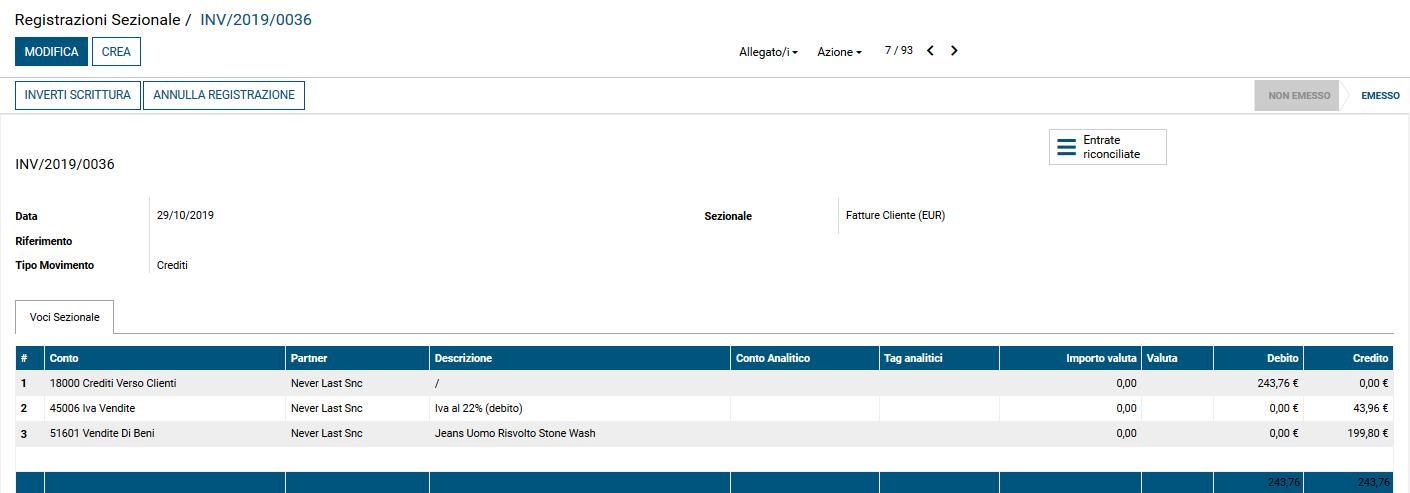 Registrazioni Sezionale / INV/2019/0036
MODIFICA CREA Allegato/i Azione 7 / 93
INVERTI SCRITTURA ANNULLA REGISTRAZIONE NON EMESSO EMESSO
Entrate
riconciliate
INV/2019/0036
Data 29/10/2019 Sezionale Fatture Cliente (EUR)
Riferimento
Tipo Movimento Crediti
Voci Sezionale
# Conto Partner Descrizione Conto Analitico Tag analitici Importo valuta Valuta Debito Credito
1 18000 Crediti Verso Clienti Never Last Snc / 0,00 243,76 € 0,00 €
2 45006 Iva Vendite Never Last Snc Iva al 22% (debito) 0,00 0,00 € 43,96 €
3 51601 Vendite Di Beni Never Last Snc Jeans Uomo Risvolto Stone Wash 0,00 0,00 € 199,80 €
243,76 243,76